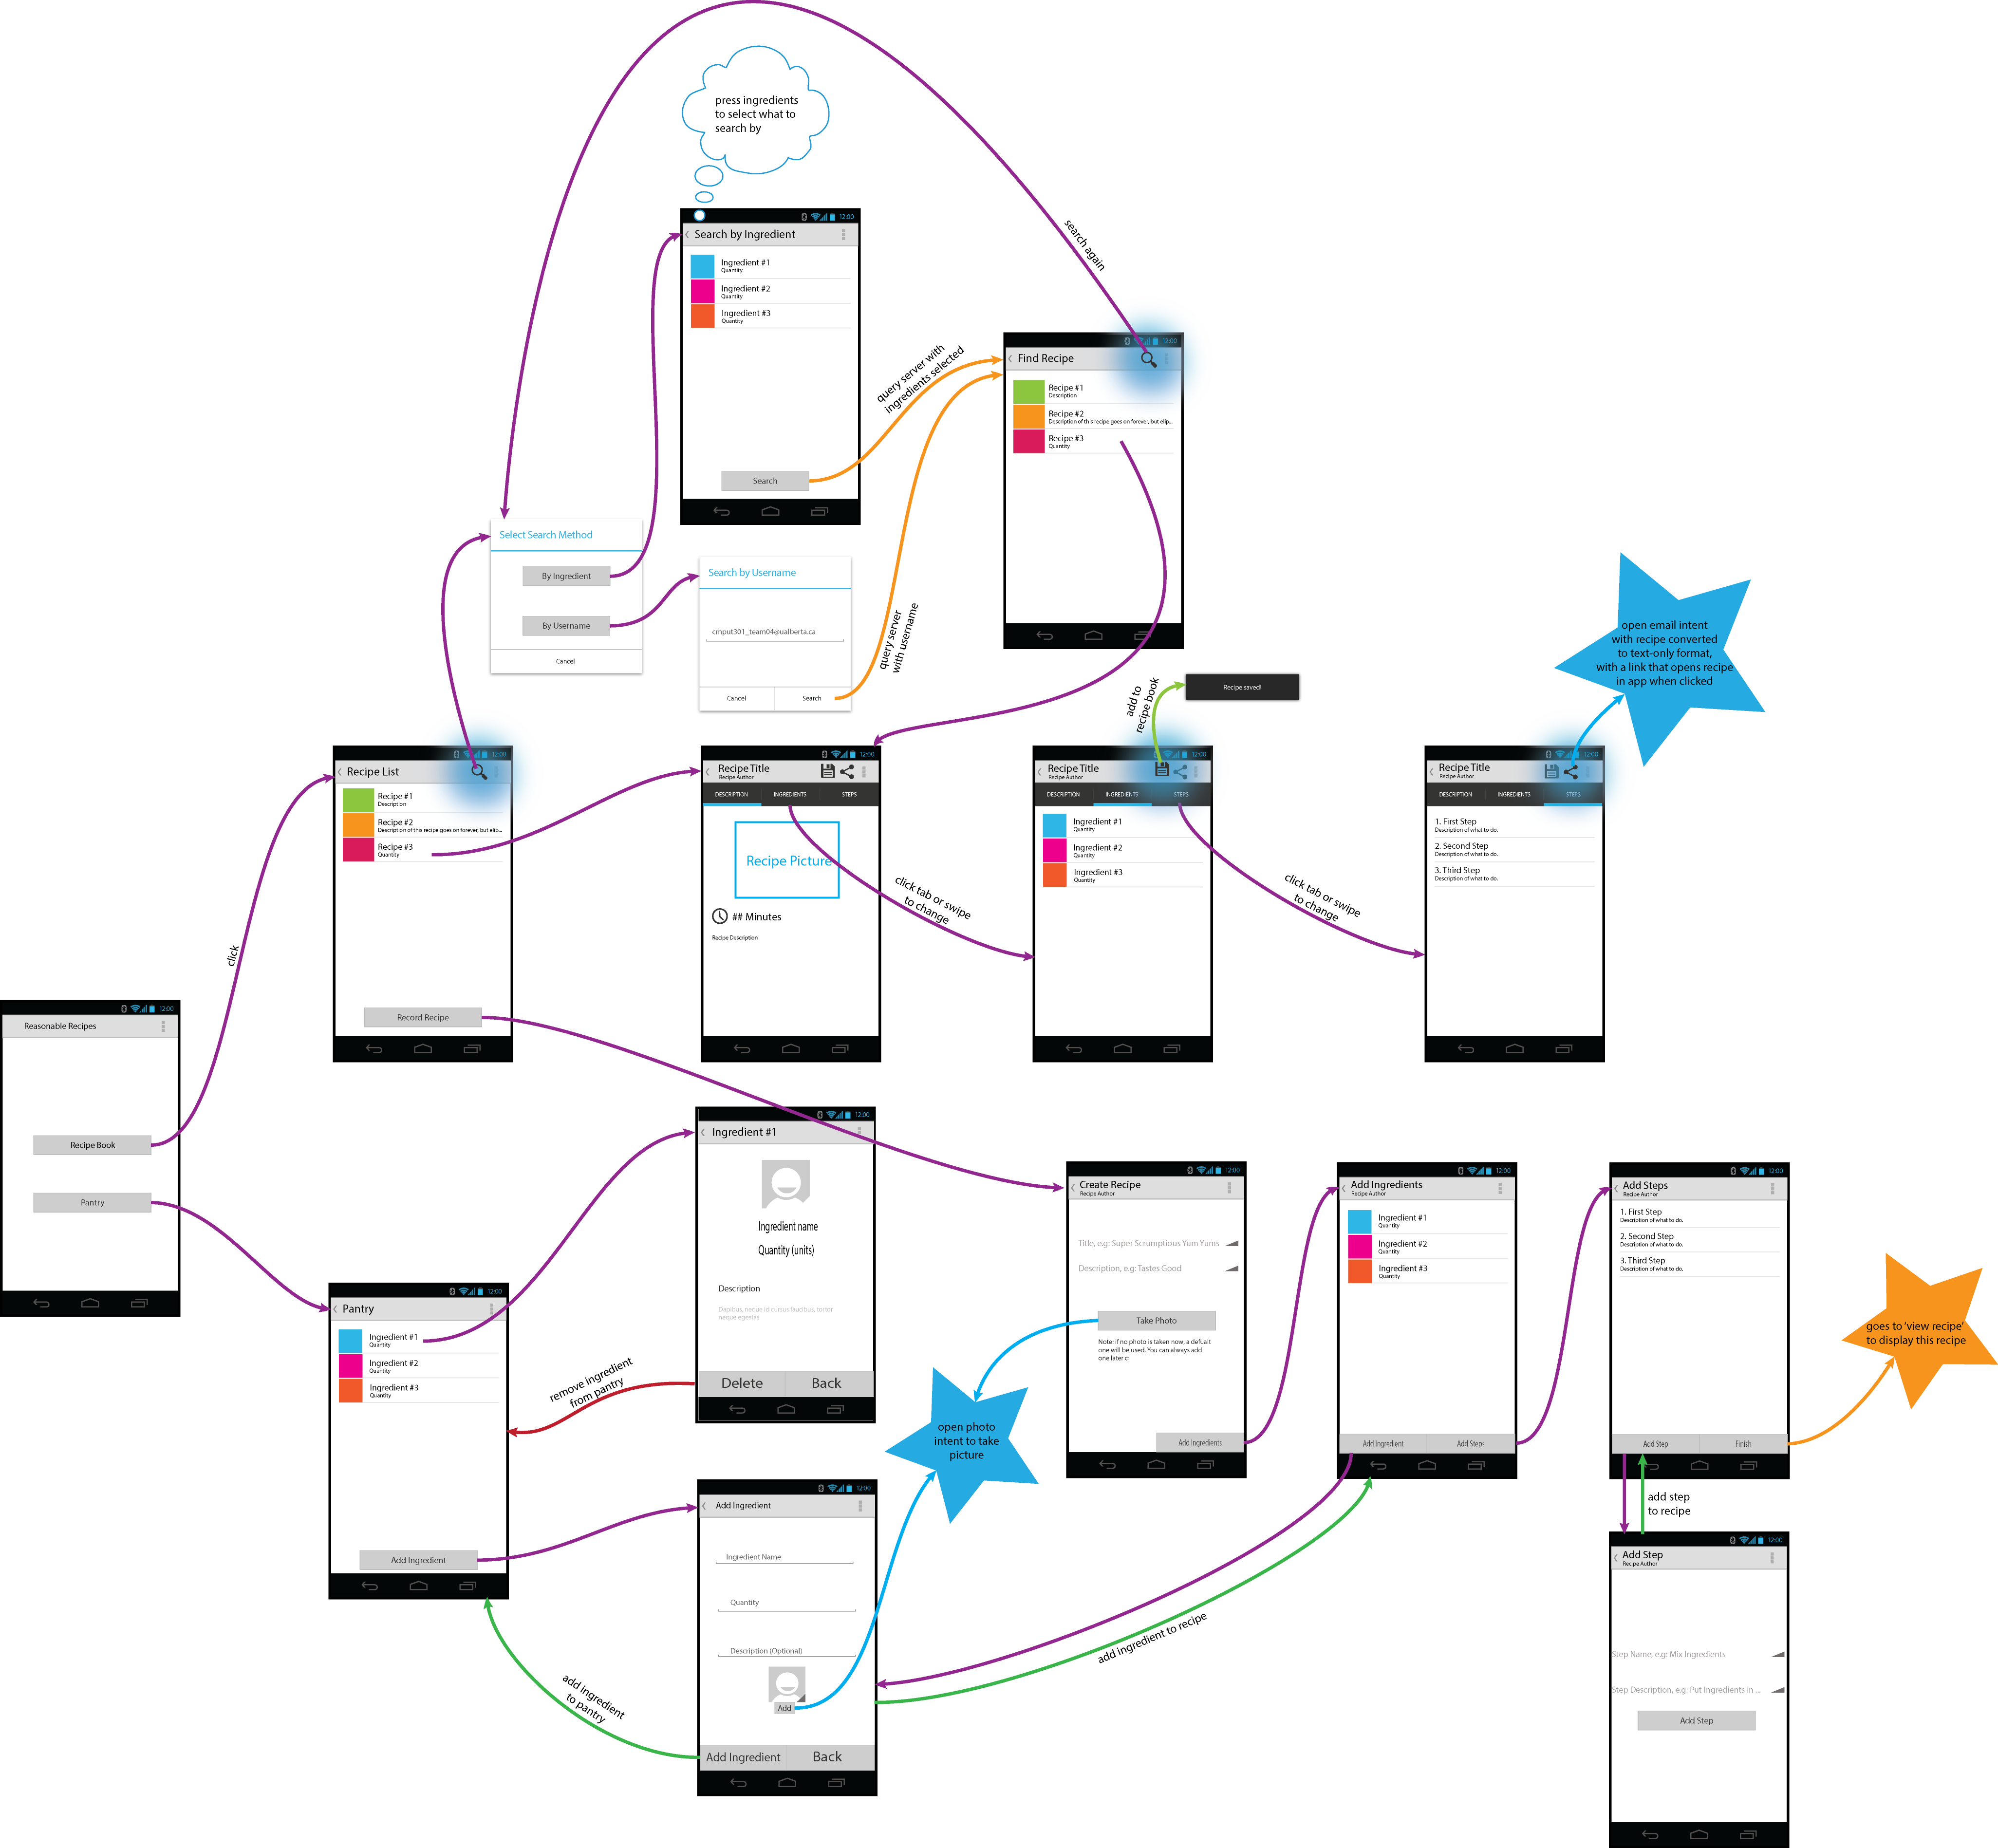 press ingredients
to select what to
search by
12:00
Search by Ingredient
Ingredient #1
Quantity
Ingredient #2
Quantity
Ingredient #3
Quantity
Search
search again
query server with
ingredients selected
12:00
Find Recipe
Recipe #1
Description
Recipe #2
Description of this recipe goes on forever, but elip...
Recipe #3
Quantity
Select Search Method
By Ingredient
By Username
Cancel
Search by Username
cmput301_team04@ualberta.ca
Cancel
Search
query server
with username
open email intent
with recipe converted
to text-only format,
with a link that opens recipe
in app when clicked
add to
recipe book
Recipe saved!
12:00
Recipe List
Recipe #1
Description
Recipe #2
Description of this recipe goes on forever, but elip...
Recipe #3
Quantity
Record Recipe
click
12:00
Recipe Title
Recipe Author
DESCRIPTION
INGREDIENTS
STEPS
Recipe Picture
## Minutes
Recipe Description
click tab or swipe
to change
12:00
Recipe Title
Recipe Author
DESCRIPTION
INGREDIENTS
STEPS
Ingredient #1
Quantity
Ingredient #2
Quantity
Ingredient #3
Quantity
click tab or swipe
to change
12:00
Recipe Title
Recipe Author
DESCRIPTION
INGREDIENTS
STEPS
1. First Step
Description of what to do.
2. Second Step
Description of what to do.
3. Third Step
Description of what to do.
12:00
Reasonable Recipes
Recipe Book
Pantry
12:00
Ingredient #1
Ingredient name
Quantity (units)
Description
Dapibus, neque id cursus faucibus, tortor
neque egestas
Delete
Back
remove ingredient
from pantry
12:00
Pantry
Ingredient #1
Quantity
Ingredient #2
Quantity
Ingredient #3
Quantity
Add Ingredient
add ingredient
to pantry
12:00
Add Ingredient
Ingredient Name
Quantity
Description (Optional)
Add
Add Ingredient
Back
open photo
intent to take
picture
12:00
Create Recipe
Recipe Author
Title, e.g: Super Scrumptious Yum Yums
Description, e.g: Tastes Good
Take Photo
Note: if no photo is taken now, a defualt
one will be used. You can always add
one later c:
Add Ingredients
12:00
Add Ingredients
Recipe Author
Ingredient #1
Quantity
Ingredient #2
Quantity
Ingredient #3
Quantity
Add Ingredient
Add Steps
add ingredient to recipe
12:00
Add Steps
Recipe Author
1. First Step
Description of what to do.
2. Second Step
Description of what to do.
3. Third Step
Description of what to do.
Add Step
Finish
goes to 'view recipe'
to display this recipe
add step
to recipe
12:00
Add Step
Recipe Author
Step Name, e.g: Mix Ingredients
Step Description, e.g: Put Ingredients in ...
Add Step